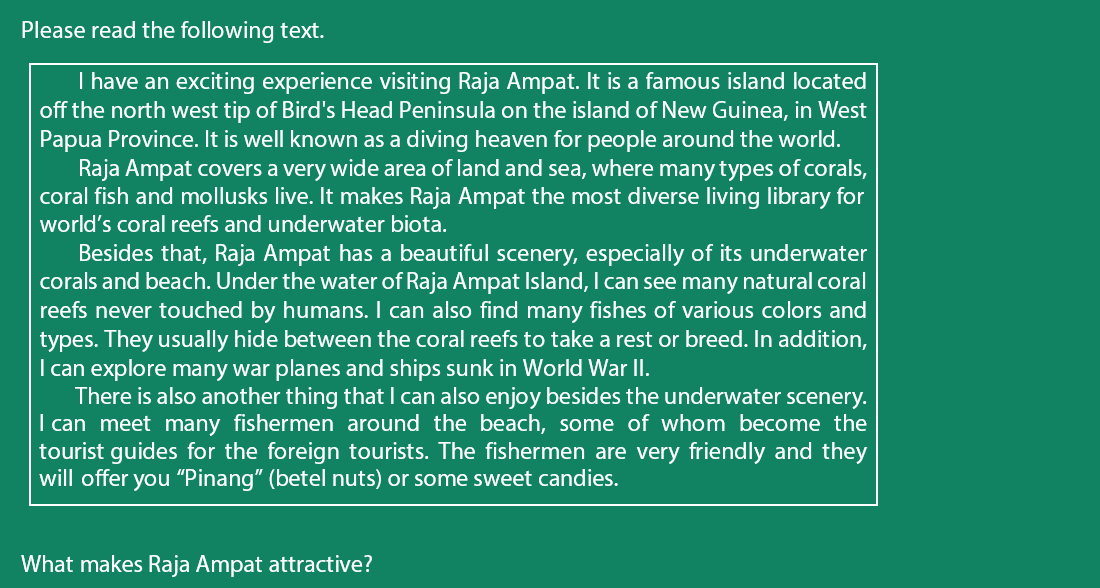 Please read the following text.
I have an exciting experience visiting Raja Ampat. It is a famous island located
off the north west tip of Bird's Head Peninsula on the island of New Guinea, in West
Papua Province. It is well known as a diving heaven for people around the world.
Raja Ampat covers a very wide area of land and sea, where many types of corals,
coral fish and mollusks live. It makes Raja Ampat the most diverse living library for
world’s coral reefs and underwater biota.
Besides that, Raja Ampat has a beautiful scenery, especially of its underwater
corals and beach. Under the water of Raja Ampat Island, I can see many natural coral
reefs never touched by humans. I can also find many fishes of various colors and
types. They usually hide between the coral reefs to take a rest or breed. In addition,
I can explore many war planes and ships sunk in World War II.
There is also another thing that I can also enjoy besides the underwater scenery.
I can meet many fishermen around the beach, some of whom become the
tourist guides for the foreign tourists. The fishermen are very friendly and they
will offer you “Pinang” (betel nuts) or some sweet candies.
What makes Raja Ampat attractive?